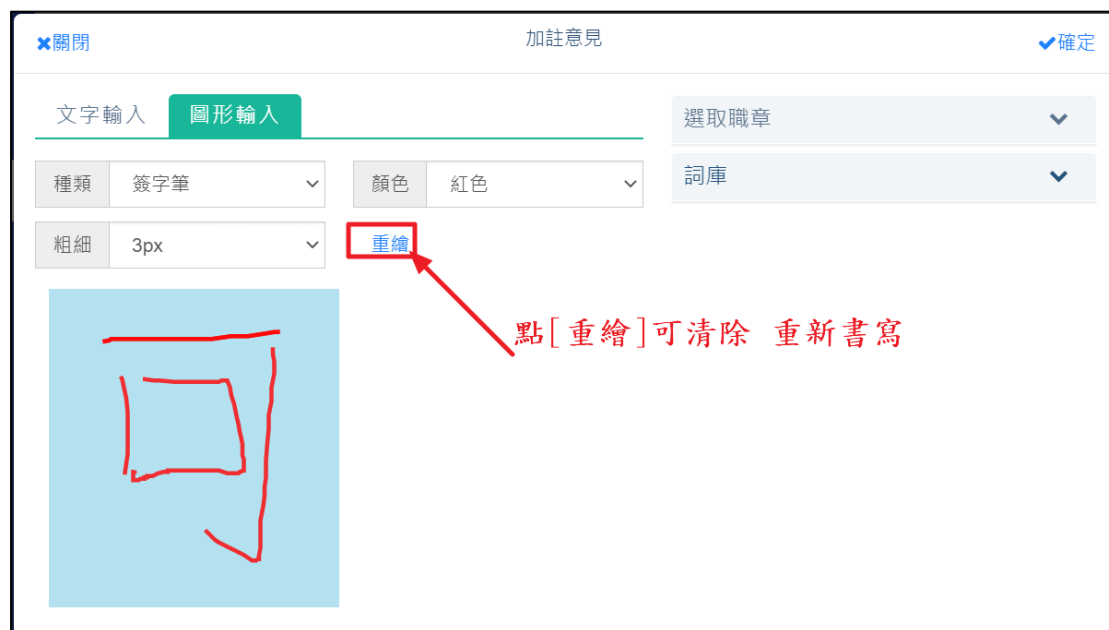 ✖關閉 加註意見 ✔確定
文字輸入 圖形輸入 選取職章
種類 簽字筆 顏色 紅色 詞庫
粗細 3px 重繪
點[重繪]可清除 重新書寫
可